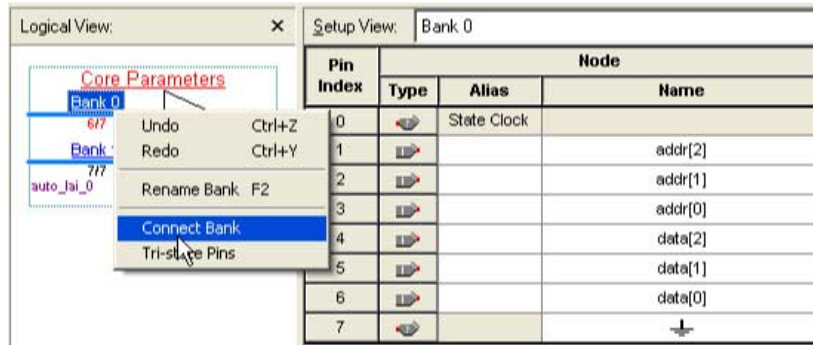 Logical View:
Setup View: Bank 0
Core Parameters
Bank 0
6/7
Bank
7/7
auto_lai_0
Undo Ctrl+Z
Redo Ctrl+Y
Rename Bank F2
Connect Bank
Tri-state Pins
Pin Index Node
Type Alias Name
0 State Clock
1 addr[2]
2 addr[1]
3 addr[0]
4 data[2]
5 data[1]
6 data[0]
7